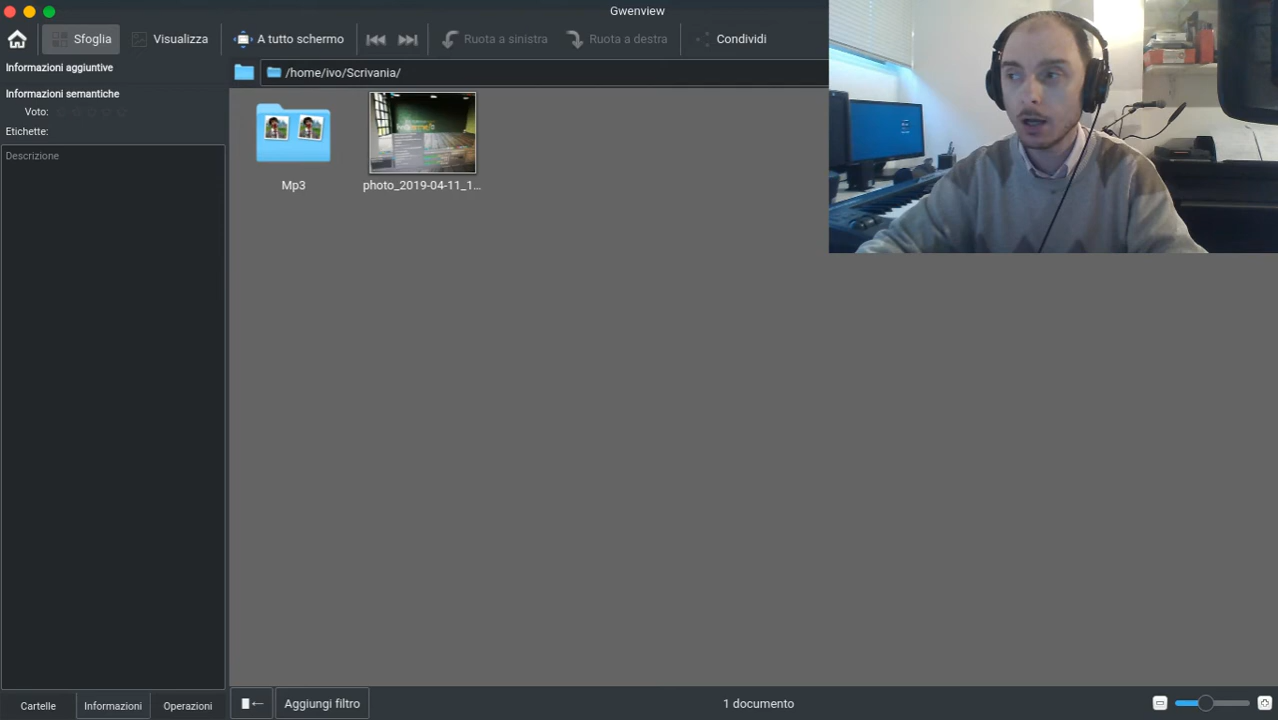 Gwenview
Sfoglia
Visualizza
A tutto schermo
Ruota a sinistra
Ruota a destra
Condividi
Informazioni aggiuntive
/home/ivo/Scrivania/
Informazioni semantiche
Voto:
Etichette:
Descrizione
Mp3
photo_2019-04-11_1...
Cartelle
Informazioni
Operazioni
Aggiungi filtro
1 documento